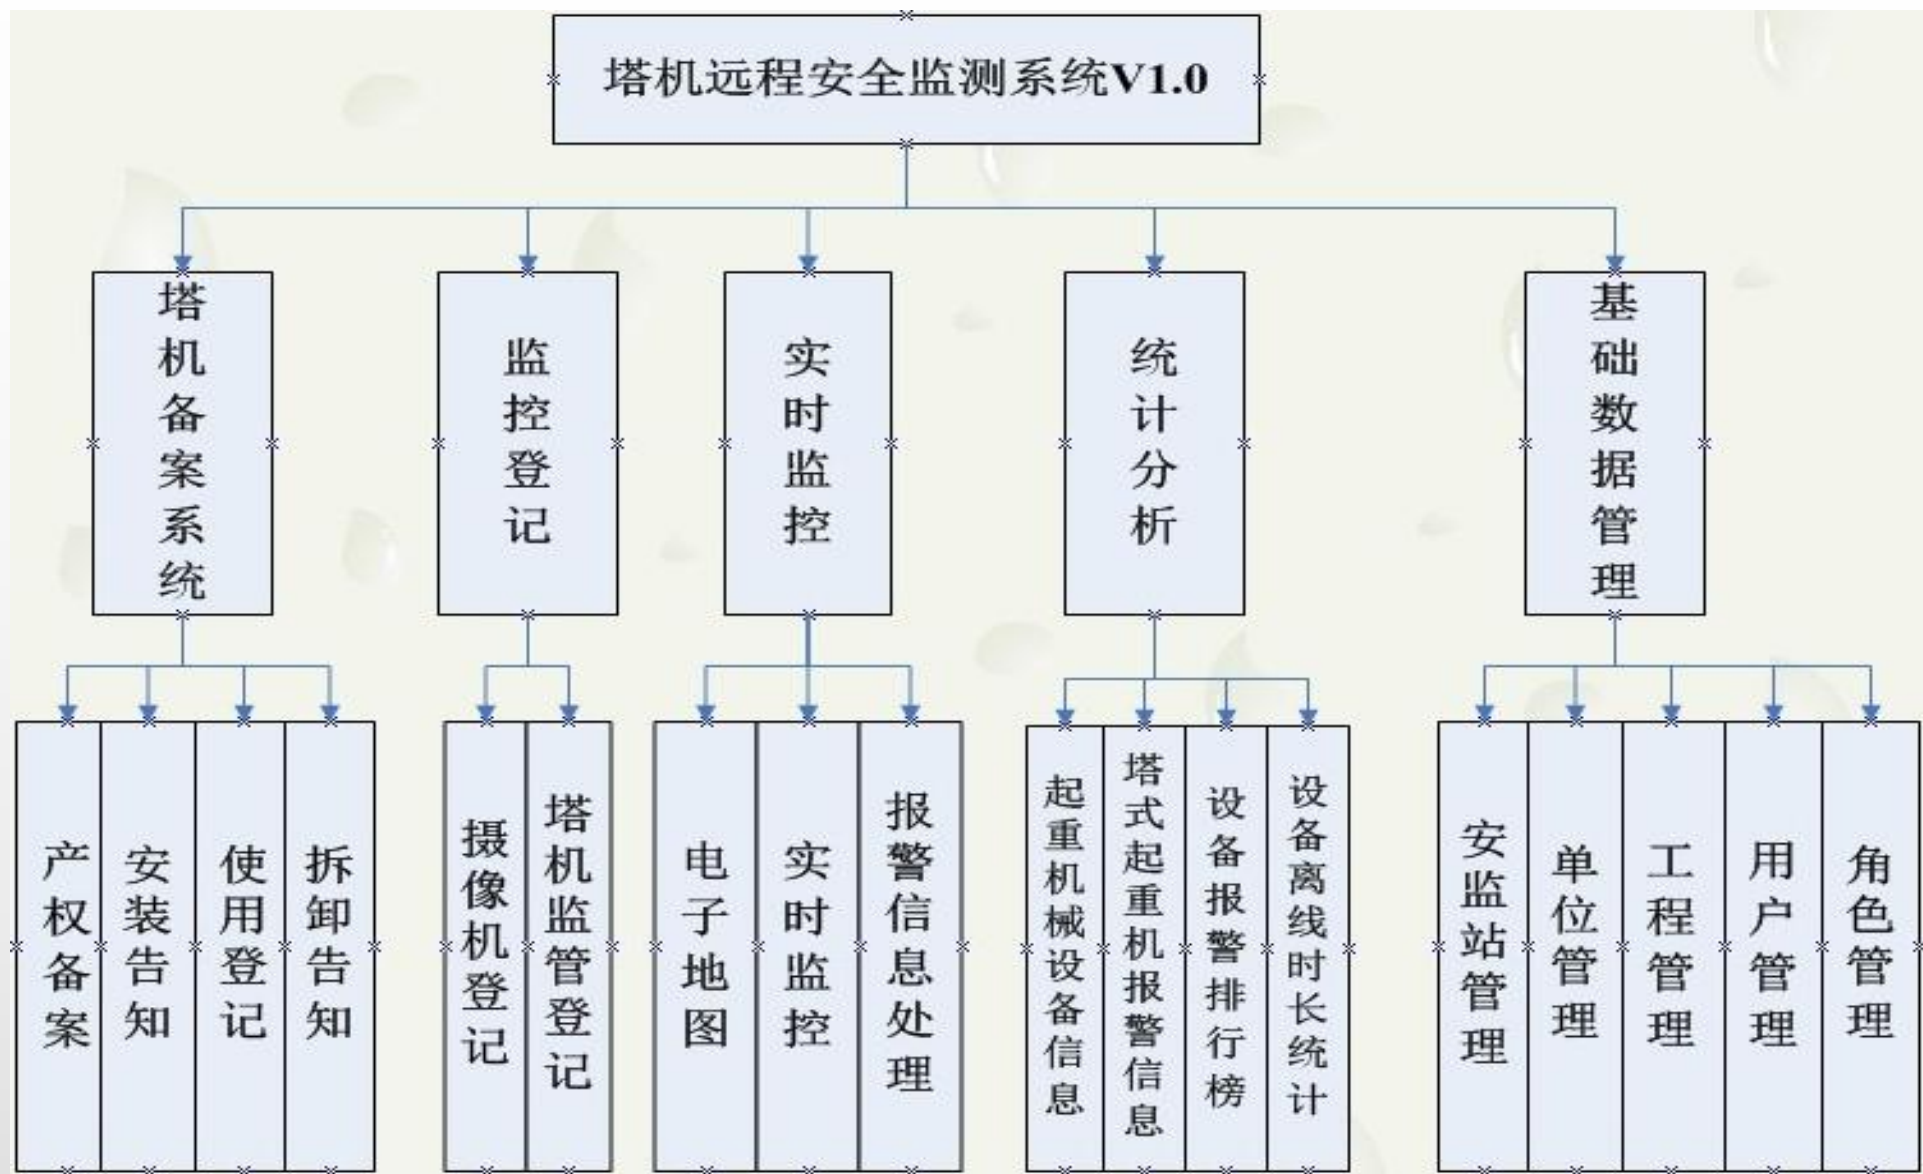 塔机远程安全监测系统V1.0
塔机备案系统
监控登记
实时监控
统计分析
基础数据管理
产权备案
安装告知
使用登记
拆卸告知
摄像机登记
塔机监管登记
电子地图
实时监控
报警信息处理
起重机械设备信息
塔式起重机报警信息
设备报警排行榜
设备离线时长统计
安监站管理
单位管理
工程管理
用户管理
角色管理